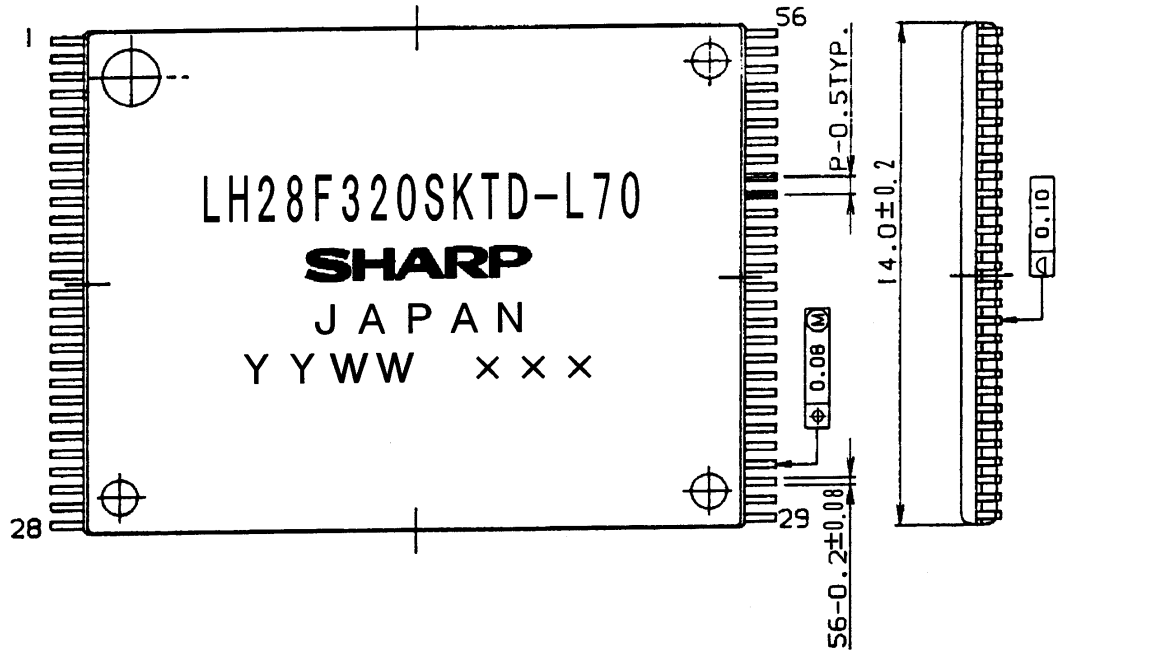 1
56
LH28F320SKTD-L70
SHARP
JAPAN
YYWW ×××
28
29
P-0.5TYP.
0.08 M
56-0.2±0.08
14.0±0.2
0.10